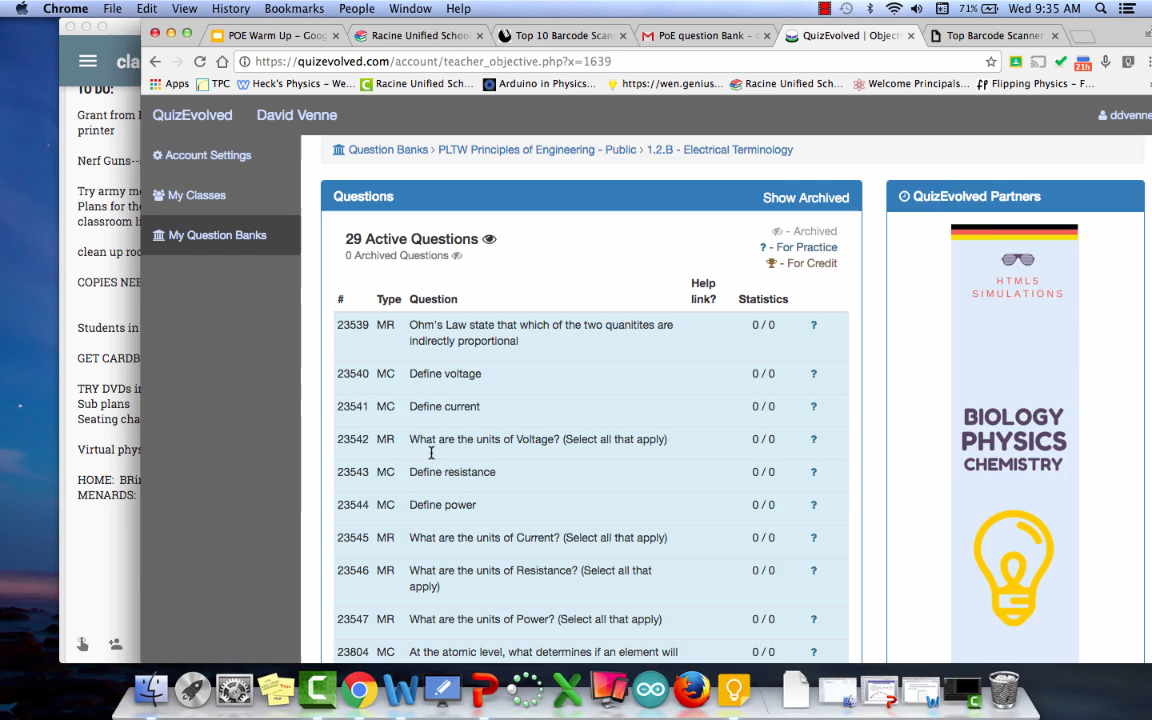 Chrome File Edit View History Bookmarks People Window Help 71% Wed 9:35 AM
POE Warm Up – Goog
Racine Unified School
Top 10 Barcode Scan
PoE question Bank –
QuizEvolved | Objecti
Top Barcode Scanner
https://quizevolved.com/account/teacher_objective.php?x=1639
21h
Apps TPC Heck's Physics – We... Racine Unified Scho... Arduino in Physics... https://wen.genius... Racine Unified Sch... Welcome Principals... Flipping Physics – F...
cla
TO DO:
Grant from
printer
Nerf Guns--
Try army m
Plans for the
classroom li
clean up roo
COPIES NEE
Students in
GET CARDB
TRY DVDs i
Sub plans
Seating cha
Virtual phys
HOME: BRin
MENARDS:
QuizEvolved David Venne ddvenne
Account Settings
My Classes
My Question Banks
Question Banks › PLTW Principles of Engineering - Public › 1.2.B - Electrical Terminology
Questions Show Archived
29 Active Questions
0 Archived Questions
- Archived
? - For Practice
- For Credit
# Type Question Help link? Statistics
23539 MR Ohm's Law state that which of the two quanitites are indirectly proportional 0 / 0 ?
23540 MC Define voltage 0 / 0 ?
23541 MC Define current 0 / 0 ?
23542 MR What are the units of Voltage? (Select all that apply) 0 / 0 ?
23543 MC Define resistance 0 / 0 ?
23544 MC Define power 0 / 0 ?
23545 MR What are the units of Current? (Select all that apply) 0 / 0 ?
23546 MR What are the units of Resistance? (Select all that apply) 0 / 0 ?
23547 MR What are the units of Power? (Select all that apply) 0 / 0 ?
23804 MC At the atomic level, what determines if an element will 0 / 0 ?
QuizEvolved Partners
HTML5
SIMULATIONS
BIOLOGY
PHYSICS
CHEMISTRY